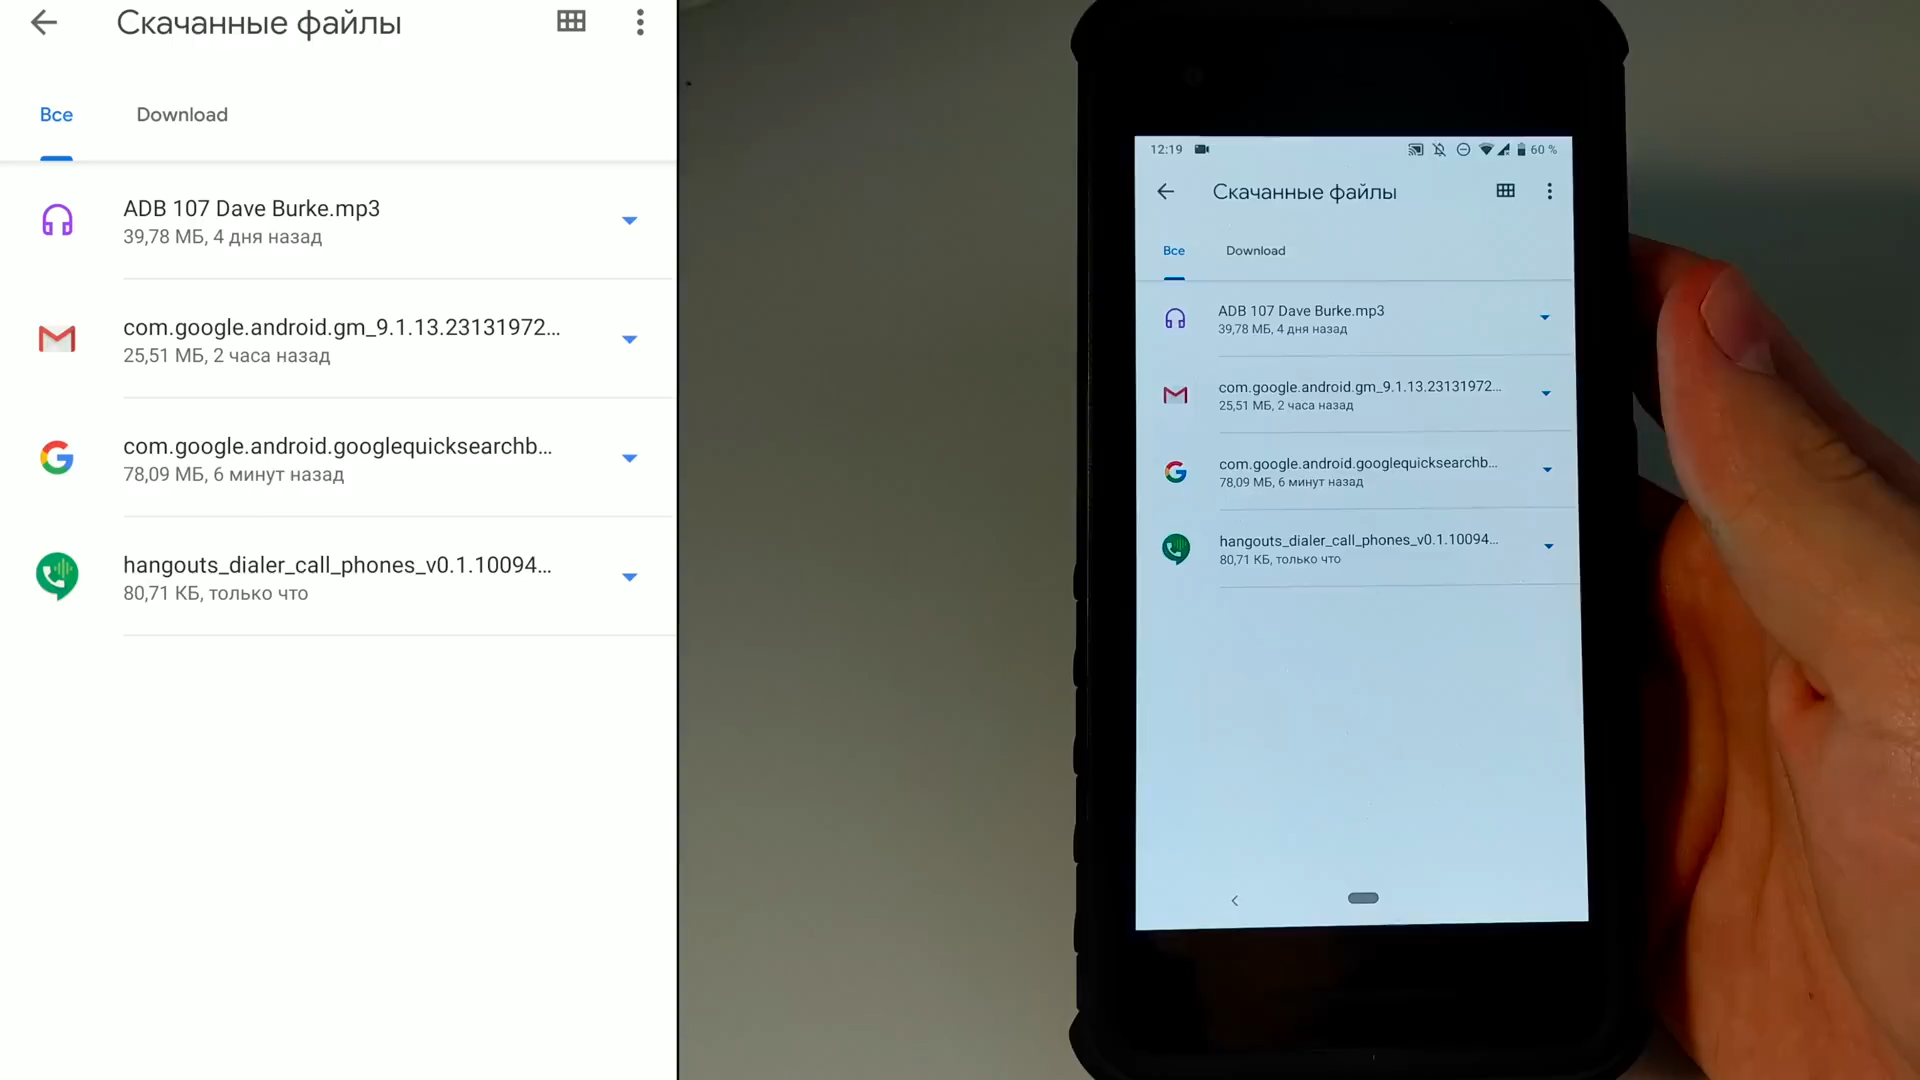 Скачанные файлы
Все
Download
ADB 107 Dave Burke.mp3
39,78 МБ, 4 дня назад
com.google.android.gm_9.1.13.23131972...
25,51 МБ, 2 часа назад
com.google.android.googlequicksearchb...
78,09 МБ, 6 минут назад
hangouts_dialer_call_phones_v0.1.10094...
80,71 КБ, только что
12:19
60 %
Скачанные файлы
Все
Download
ADB 107 Dave Burke.mp3
39,78 МБ, 4 дня назад
com.google.android.gm_9.1.13.23131972...
25,51 МБ, 2 часа назад
com.google.android.googlequicksearchb...
78,09 МБ, 6 минут назад
hangouts_dialer_call_phones_v0.1.10094...
80,71 КБ, только что